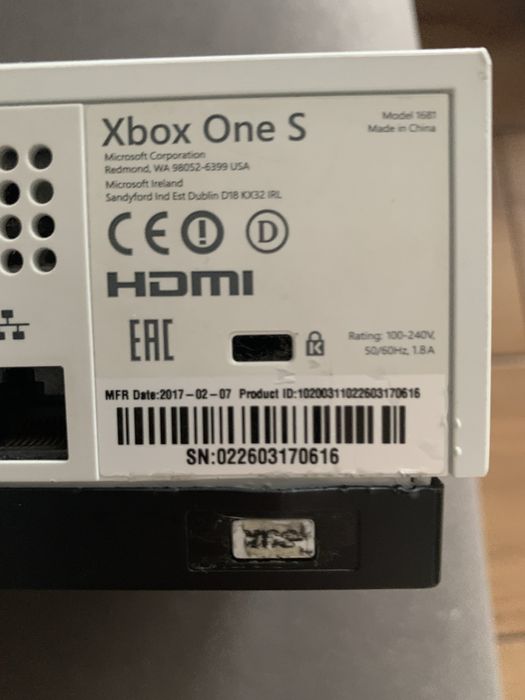 Xbox One S
Model 1681
Made in China
Microsoft Corporation
Redmond, WA 98052-6399 USA
Microsoft Ireland
Sandyford Ind Est Dublin D18 KX32 IRL
CE D
HDMI
EAC
K
Rating: 100-240V,
50/60Hz, 1.8A
MFR Date:2017-02-07 Product ID:10200311022603170616
SN:022603170616